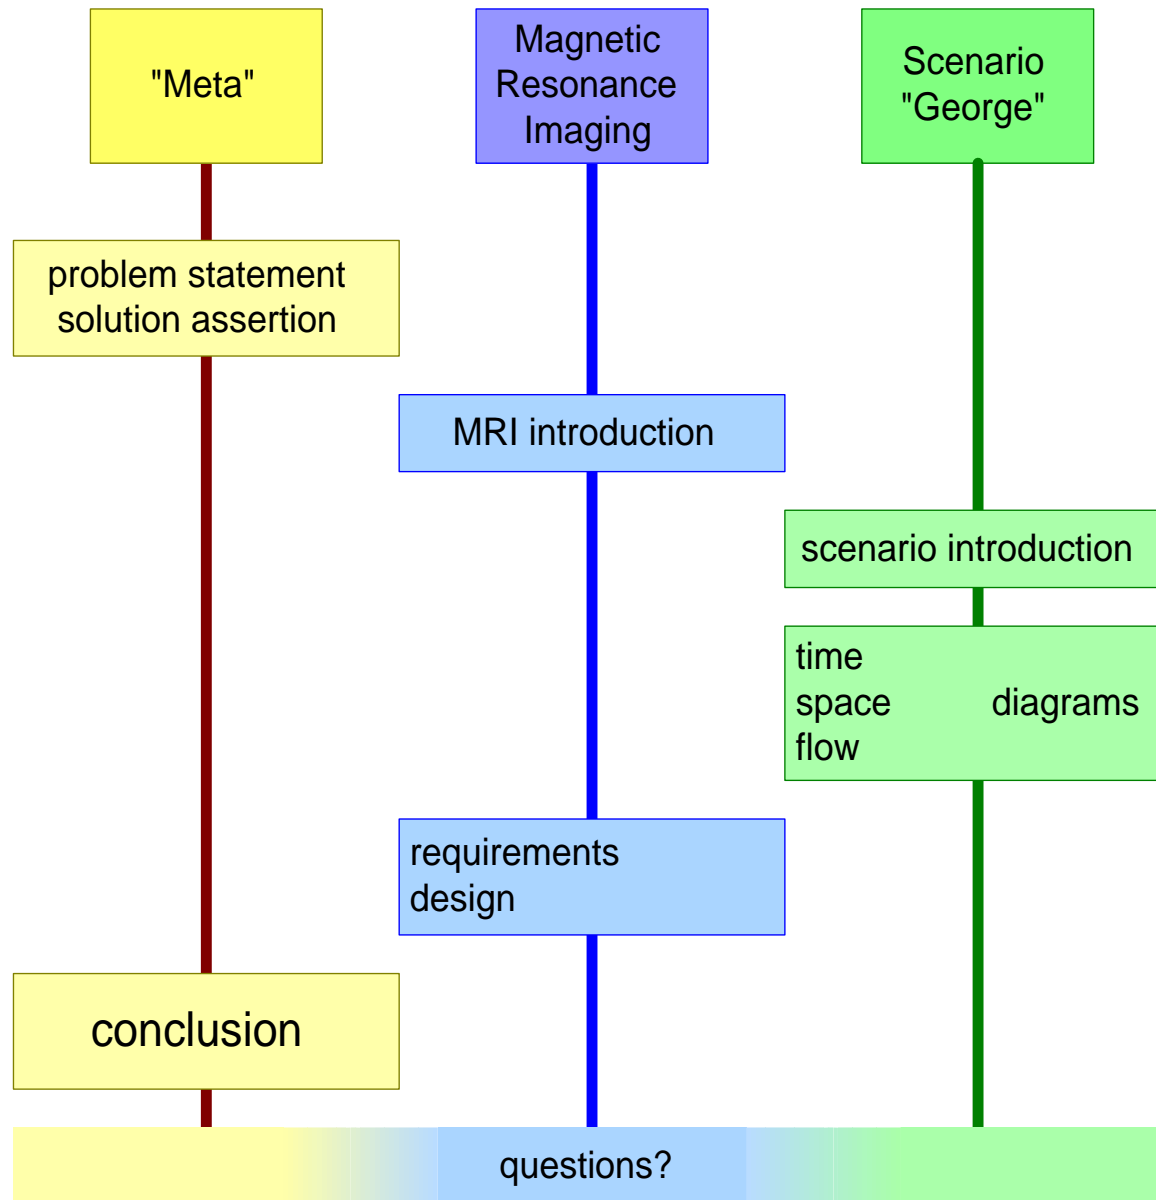 "Meta"
Magnetic
Resonance
Imaging
Scenario
"George"
problem statement
solution assertion
MRI introduction
scenario introduction
time
space diagrams
flow
requirements
design
conclusion
questions?